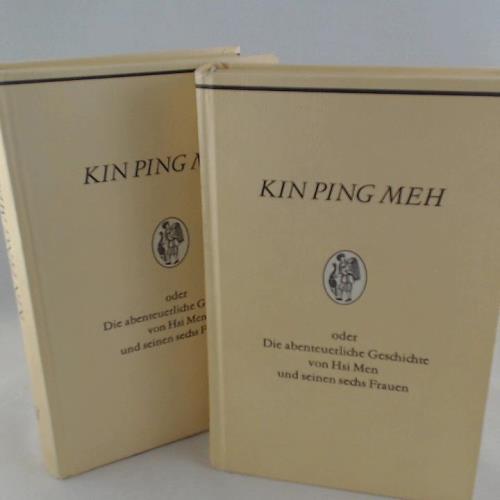 KIN PING
oder
Die abenteuerliche
von Hsi Men
und seinen sechs
KIN PING MEH
oder
Die abenteuerliche Geschichte
von Hsi Men
und seinen sechs Frauen